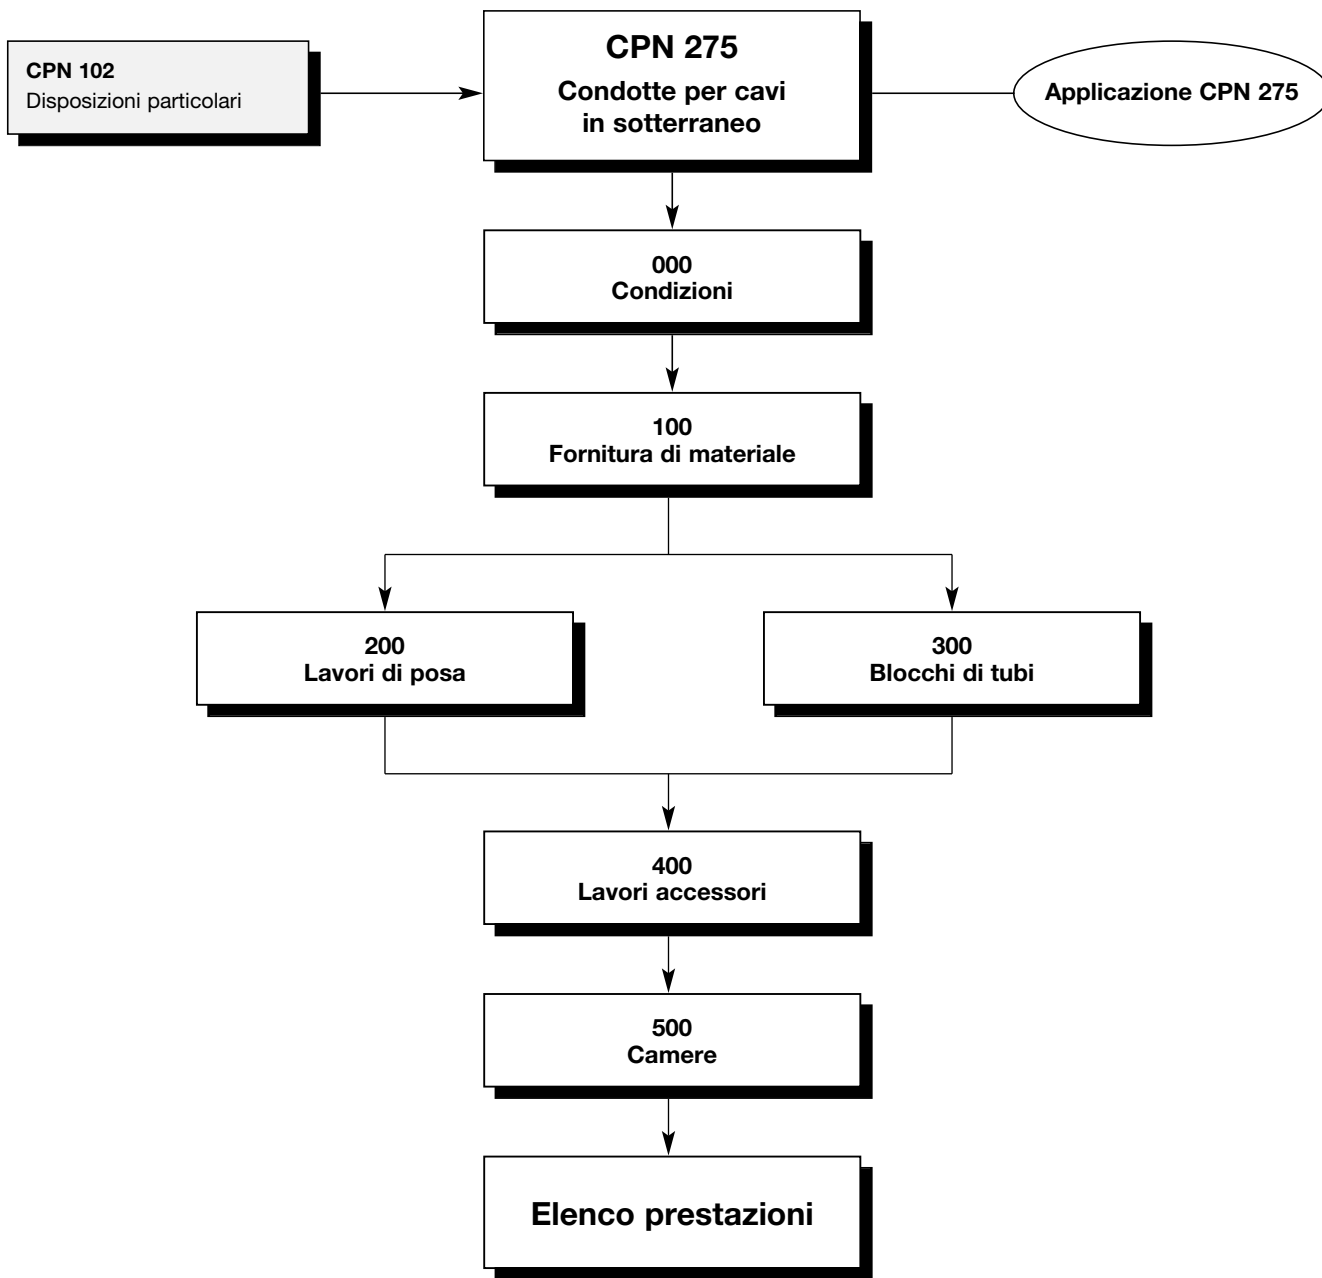 CPN 102
Disposizioni particolari
CPN 275
Condotte per cavi
in sotterraneo
Applicazione CPN 275
000
Condizioni
100
Fornitura di materiale
200
Lavori di posa
300
Blocchi di tubi
400
Lavori accessori
500
Camere
Elenco prestazioni